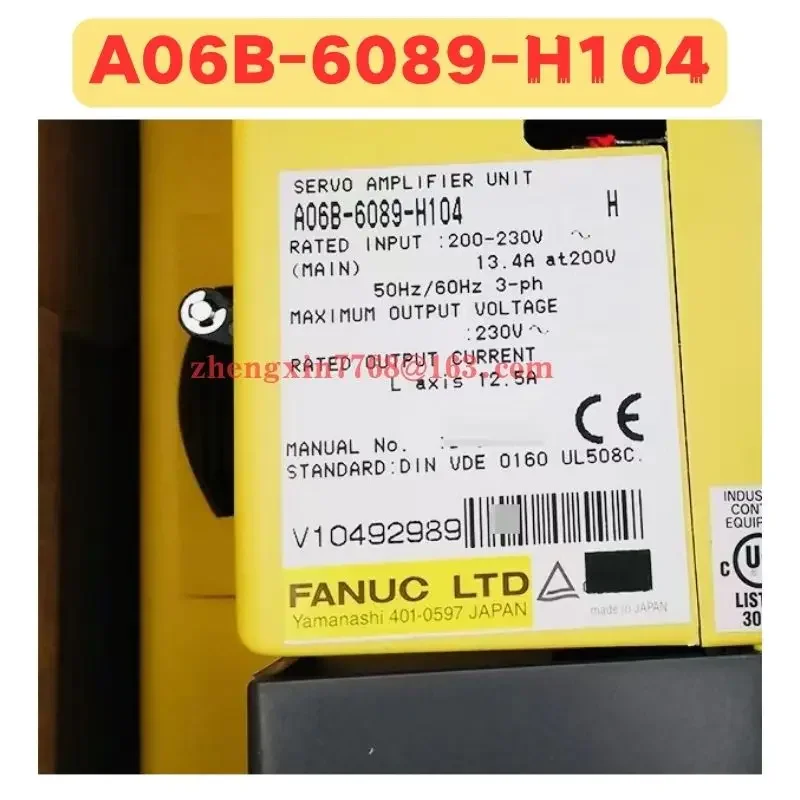 A06B-6089-H104
SERVO AMPLIFIER UNIT
A06B-6089-H104 H
RATED INPUT :200-230V ~
(MAIN) 13.4A at200V
50Hz/60Hz 3-ph
MAXIMUM OUTPUT VOLTAGE
:230V~
RATED OUTPUT CURRENT
zhengxin7768@163.com
L axis 12.5A
MANUAL No. :
CE
STANDARD:DIN VDE 0160 UL508C.
V10492989
INDUS
CONT
EQUIP
C UL
LIST
30
FANUC LTD
Yamanashi 401-0597 JAPAN
made in JAPAN